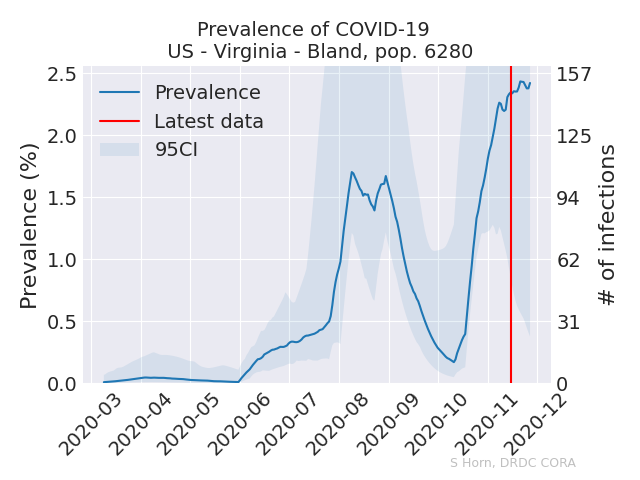 Prevalence of COVID-19
US - Virginia - Bland, pop. 6280
Prevalence (%)
2.5
2.0
1.5
1.0
0.5
0.0
Prevalence
Latest data
95CI
157
125
94
62
31
0
# of infections
2020-03
2020-04
2020-05
2020-06
2020-07
2020-08
2020-09
2020-10
2020-11
2020-12
S Horn, DRDC CORA